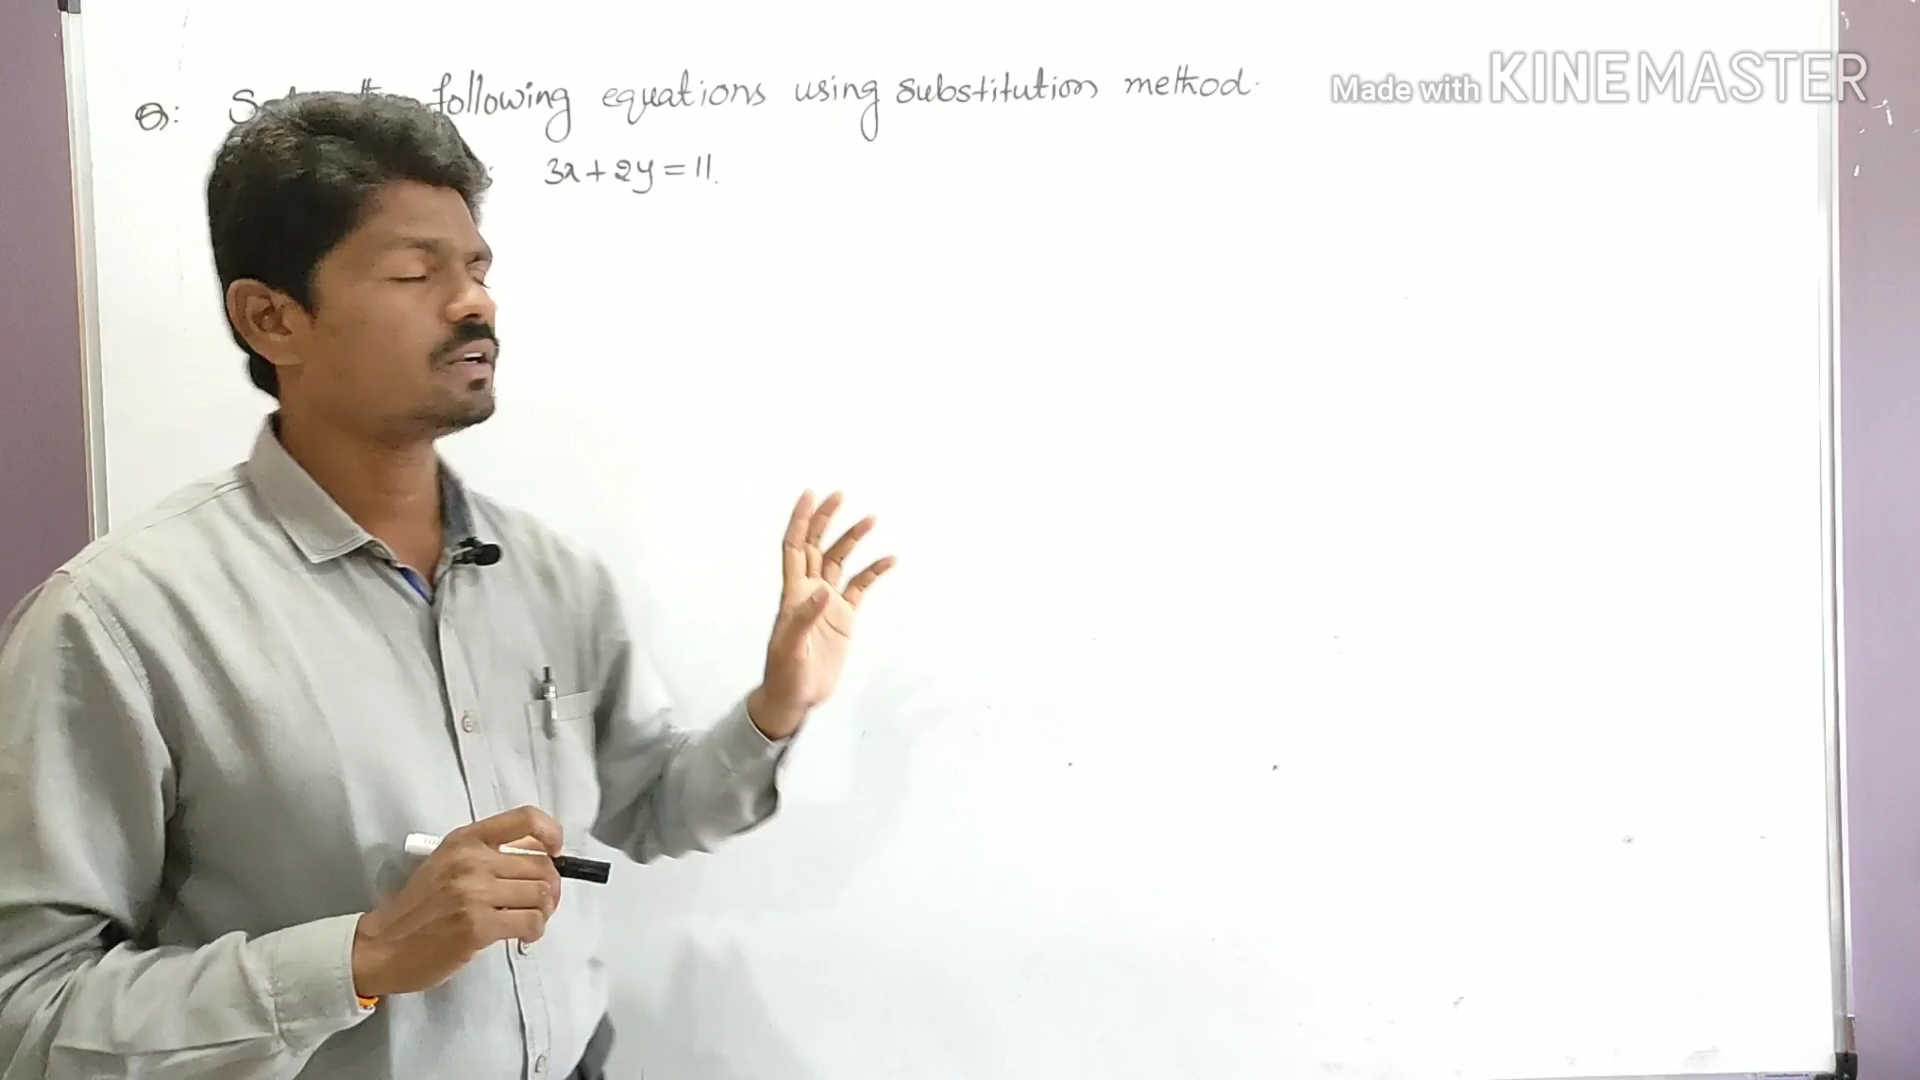 Q: following equations using substitution method.
; 3x+2y=11.
Made with KINEMASTER